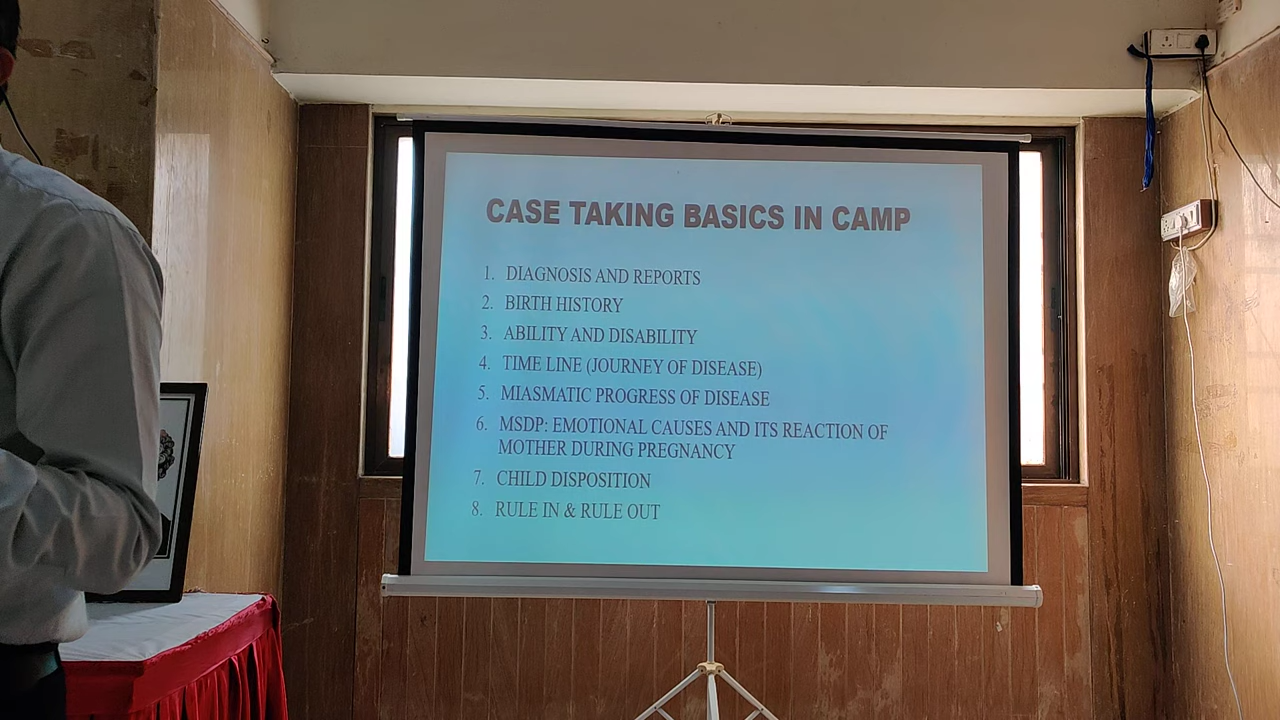 CASE TAKING BASICS IN CAMP
1. DIAGNOSIS AND REPORTS
2. BIRTH HISTORY
3. ABILITY AND DISABILITY
4. TIME LINE (JOURNEY OF DISEASE)
5. MIASMATIC PROGRESS OF DISEASE
6. MSDP: EMOTIONAL CAUSES AND ITS REACTION OF
MOTHER DURING PREGNANCY
7. CHILD DISPOSITION
8. RULE IN & RULE OUT